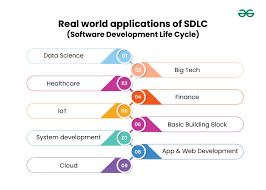 Real world applications of SDLC
(Software Development Life Cycle)
Data Science
01
02
Big Tech
Healthcare
03
04
Finance
IoT
05
06
Basic Building Block
System development
07
08
App & Web Development
Cloud
09